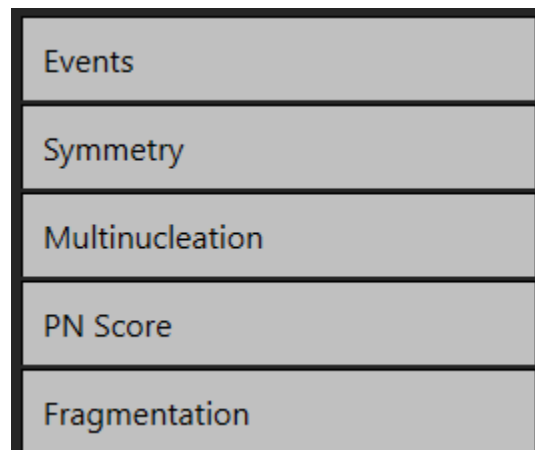 Events
Symmetry
Multinucleation
PN Score
Fragmentation